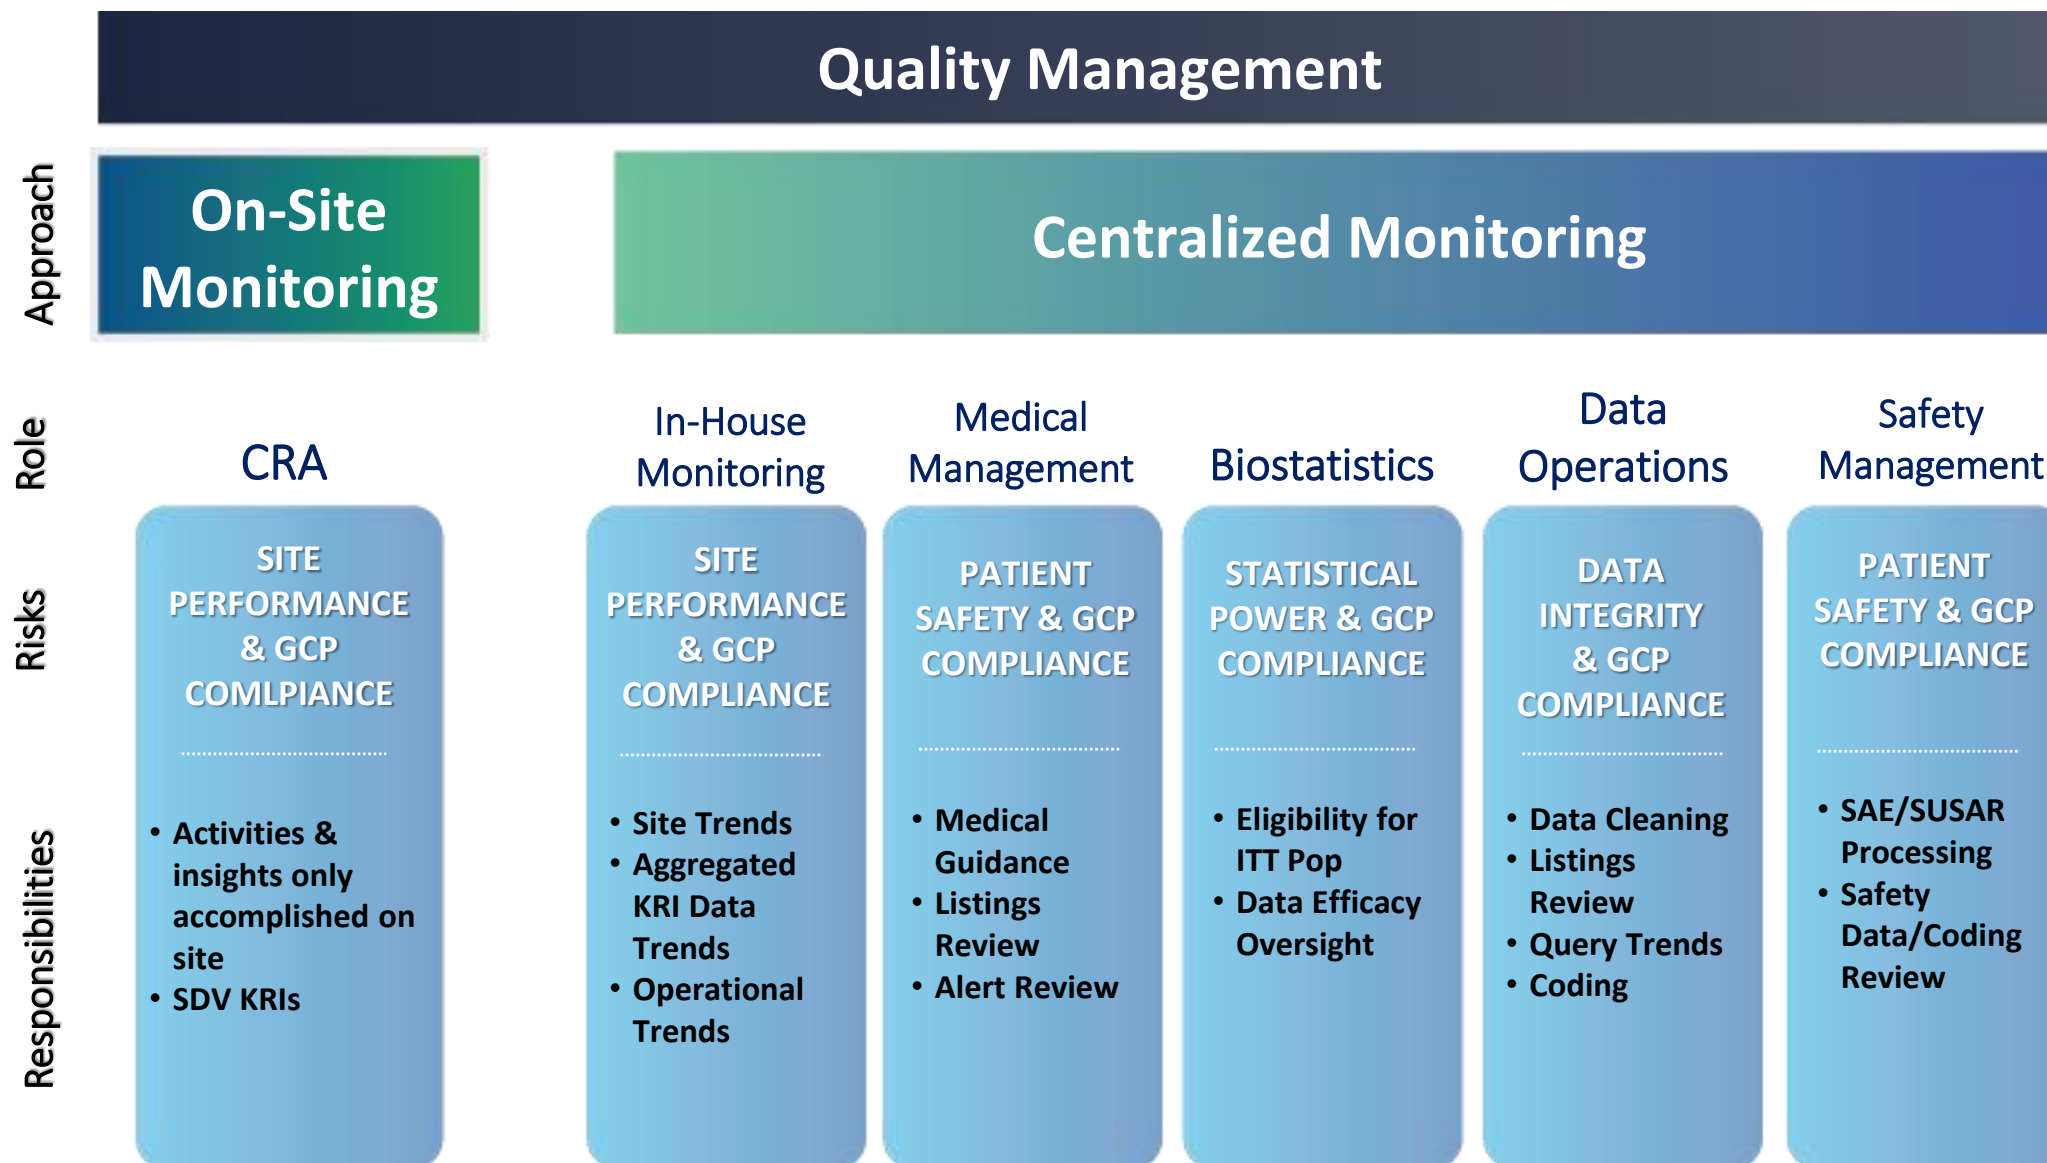 Quality Management
Approach
On-Site
Monitoring
Centralized Monitoring
Role
CRA
In-House
Monitoring
Medical
Management
Biostatistics
Data
Operations
Safety
Management
Risks
SITE
PERFORMANCE
& GCP
COMLPIANCE
SITE
PERFORMANCE
& GCP
COMPLIANCE
PATIENT
SAFETY & GCP
COMPLIANCE
STATISTICAL
POWER & GCP
COMPLIANCE
DATA
INTEGRITY
& GCP
COMPLIANCE
PATIENT
SAFETY & GCP
COMPLIANCE
Responsibilities
• Activities &
insights only
accomplished on
site
• SDV KRIs
• Site Trends
• Aggregated
KRI Data
Trends
• Operational
Trends
• Medical
Guidance
• Listings
Review
• Alert Review
• Eligibility for
ITT Pop
• Data Efficacy
Oversight
• Data Cleaning
• Listings
Review
• Query Trends
• Coding
• SAE/SUSAR
Processing
• Safety
Data/Coding
Review